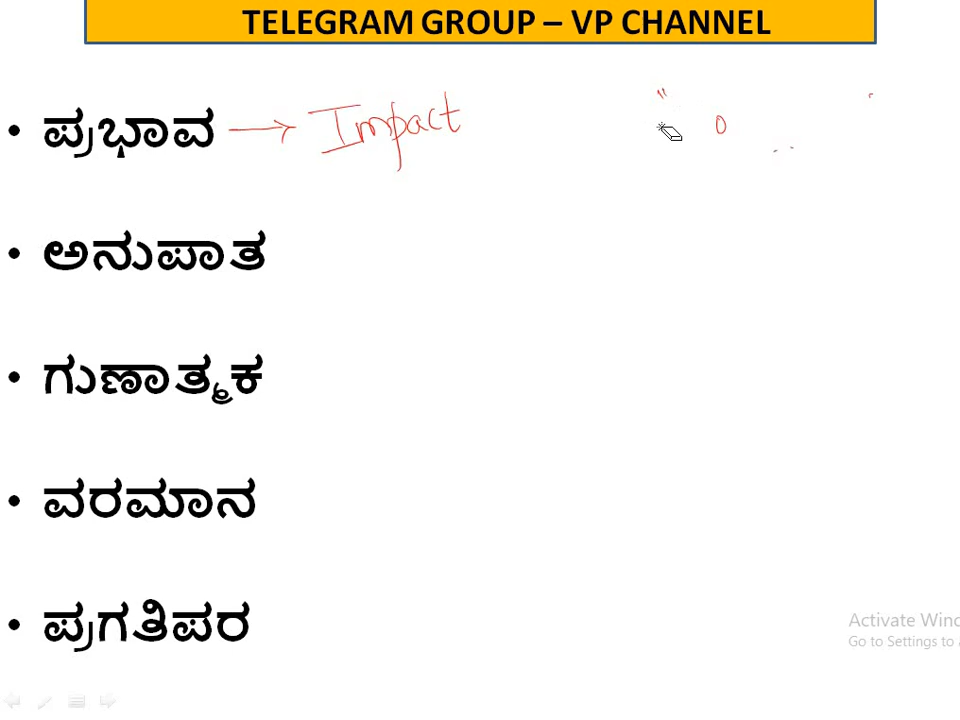 TELEGRAM GROUP – VP CHANNEL
• ಪ್ರಭಾವ → Impact
• ಅನುಪಾತ
• ಗುಣಾತ್ಮಕ
• ವರಮಾನ
• ಪ್ರಗತಿಪರ
Activate Wind
Go to Settings to a